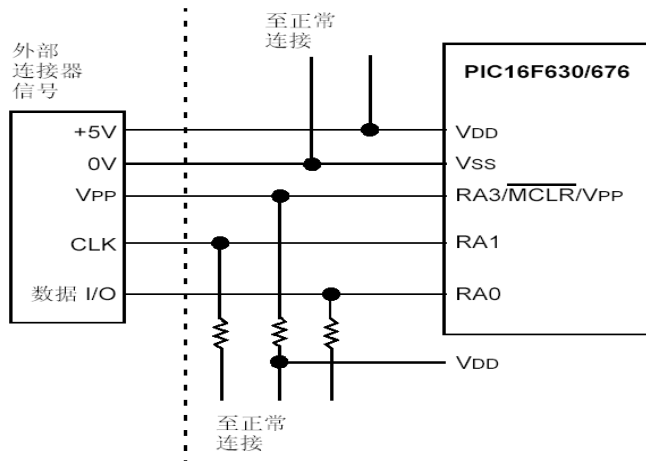 至正常
连接
外部
连接器
信号
PIC16F630/676
+5V
VDD
0V
VSS
VPP
RA3/MCLR/VPP
CLK
RA1
数据 I/O
RA0
VDD
至正常
连接